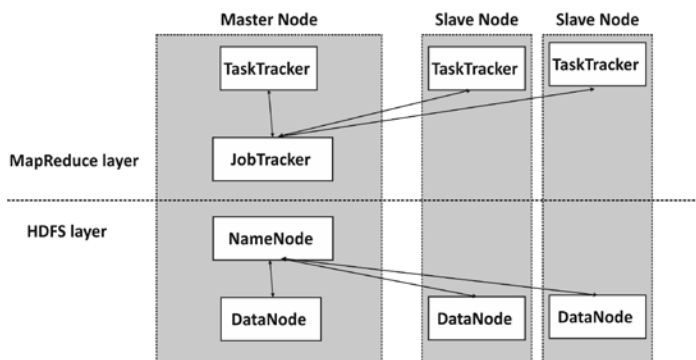 Master Node
Slave Node
Slave Node
TaskTracker
TaskTracker
TaskTracker
JobTracker
MapReduce layer
HDFS layer
NameNode
DataNode
DataNode
DataNode